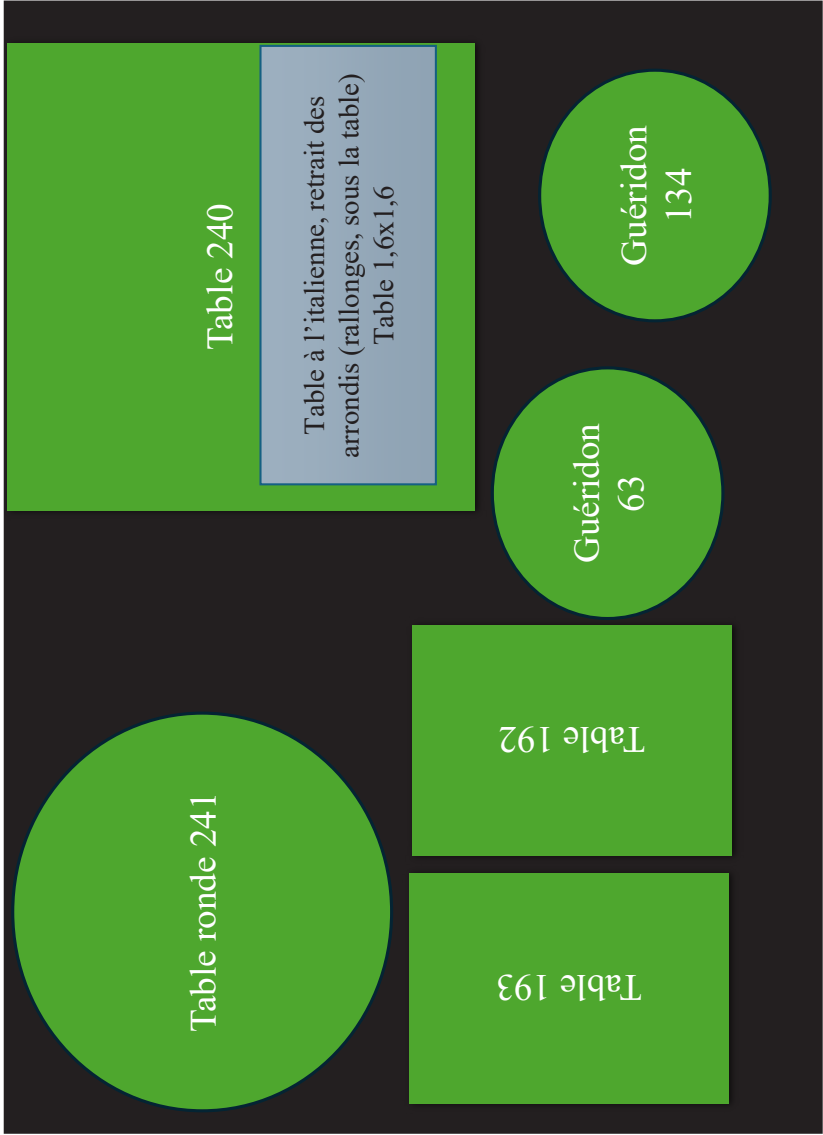 Table 240
Table à l’italienne, retrait des
arrondis (rallonges, sous la table)
Table 1,6x1,6
Guéridon
134
Guéridon
63
Table ronde 241
Table 192
Table 193